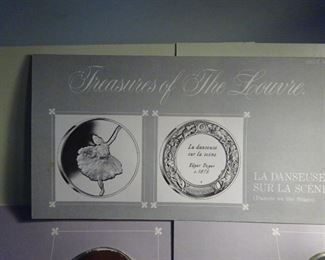 Treasures of The Louvre.
La danseuse
sur la scène
Edgar Degas
c. 1876
LA DANSEUSE
SUR LA SCÈNE
(Dancer on the Stage)